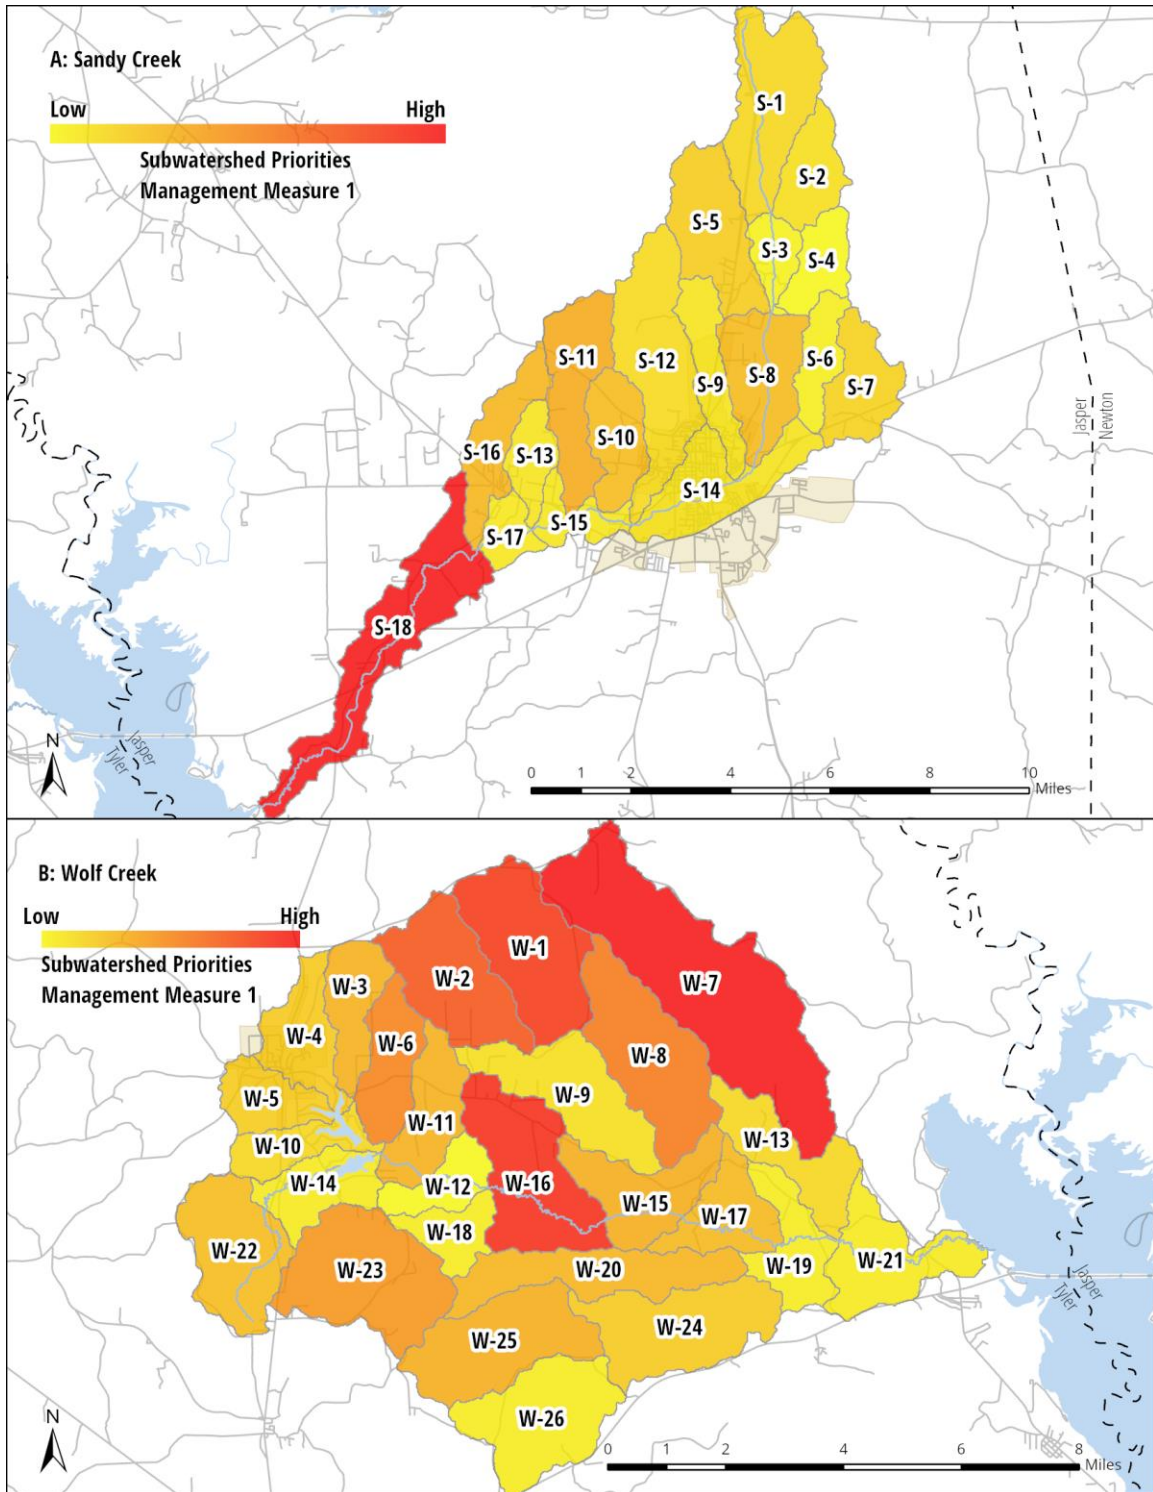 A: Sandy Creek
Low High
Subwatershed Priorities
Management Measure 1
S-1
S-2
S-5
S-3
S-4
S-11
S-12
S-6
S-8
S-9
S-7
S-10
S-16
S-13
S-14
S-15
S-17
S-18
Jasper
Newton
Jasper
Tyler
N
0 1 2 4 6 8 10
Miles
B: Wolf Creek
Low High
Subwatershed Priorities
Management Measure 1
W-1
W-2
W-3
W-7
W-4
W-6
W-8
W-5
W-9
W-11
W-10
W-13
W-14
W-12
W-16
W-15
W-17
W-18
W-22
W-23
W-20
W-19
W-21
W-24
W-25
W-26
Jasper
Tyler
N
0 1 2 4 6 8
Miles